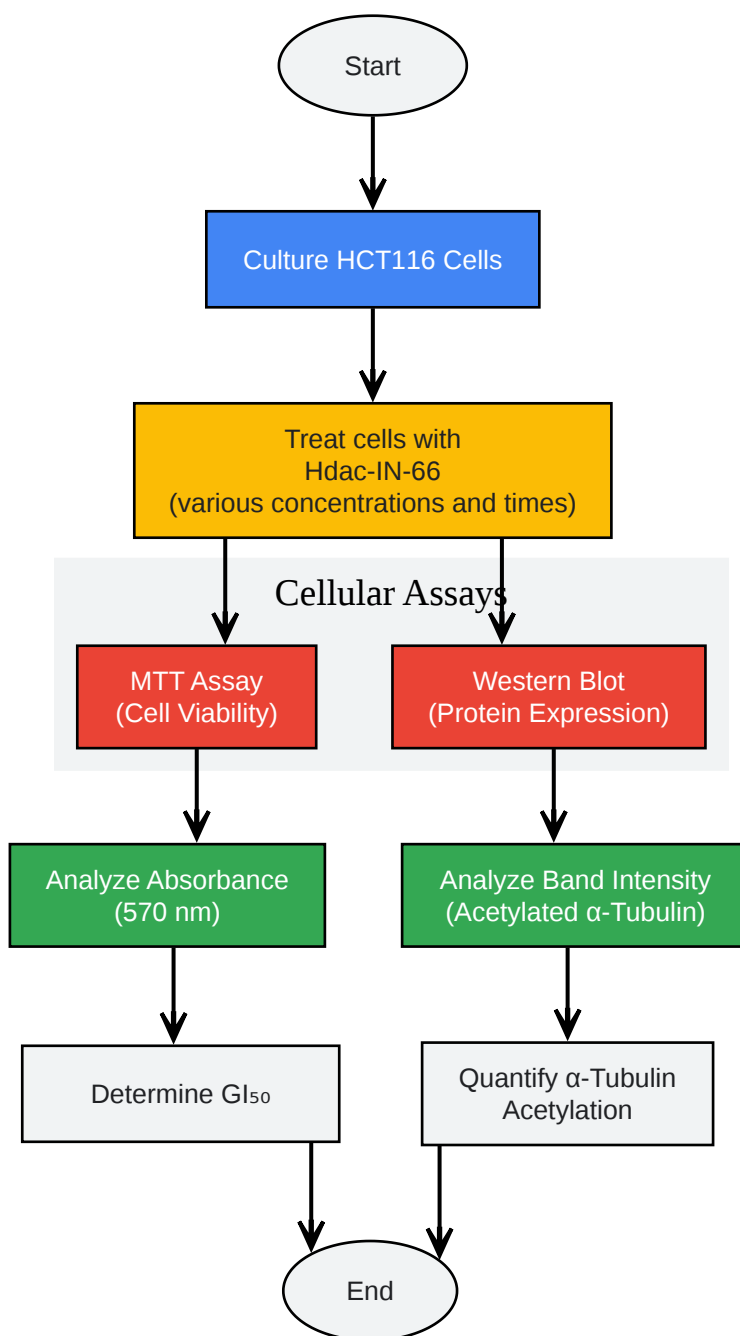 Start
Culture HCT116 Cells
Treat cells with
Hdac-IN-66
(various concentrations and times)
Cellular Assays
MTT Assay
(Cell Viability)
Western Blot
(Protein Expression)
Analyze Absorbance
(570 nm)
Analyze Band Intensity
(Acetylated α-Tubulin)
Determine GI₅₀
Quantify α-Tubulin
Acetylation
End